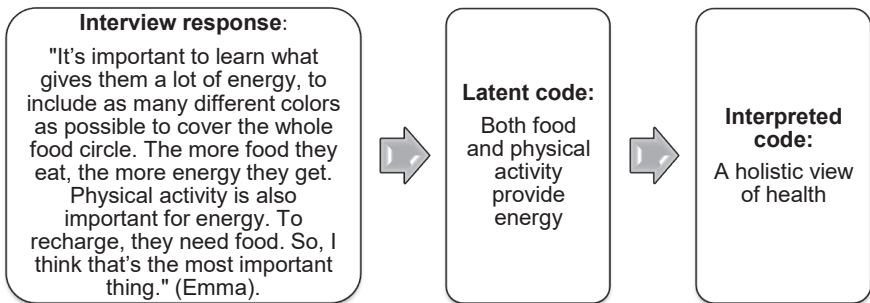 Interview response:
"It’s important to learn what
gives them a lot of energy, to
include as many different colors
as possible to cover the whole
food circle. The more food they
eat, the more energy they get.
Physical activity is also
important for energy. To
recharge, they need food. So, I
think that’s the most important
thing." (Emma).
Latent code:
Both food
and physical
activity
provide
energy
Interpreted
code:
A holistic view
of health